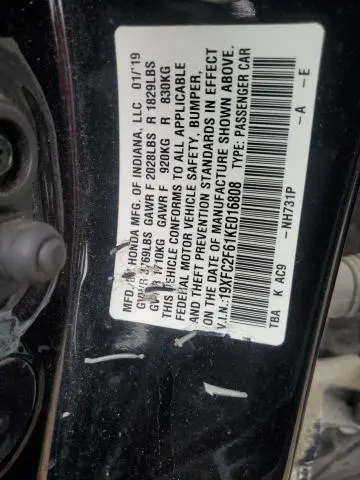 MFD. BY HONDA MFG. OF INDIANA, LLC 01/'19
GVWR 3769LBS GAWR F 2028LBS R 1829LBS
1710KG GAWR F 920KG R 830KG
THIS VEHICLE CONFORMS TO ALL APPLICABLE
FEDERAL MOTOR VEHICLE SAFETY, BUMPER,
AND THEFT PREVENTION STANDARDS IN EFFECT
ON THE DATE OF MANUFACTURE SHOWN ABOVE.
V.I.N.:19XFC2F61KE016808 TYPE: PASSENGER CAR
-NH731P -A -E
TBA K AC9